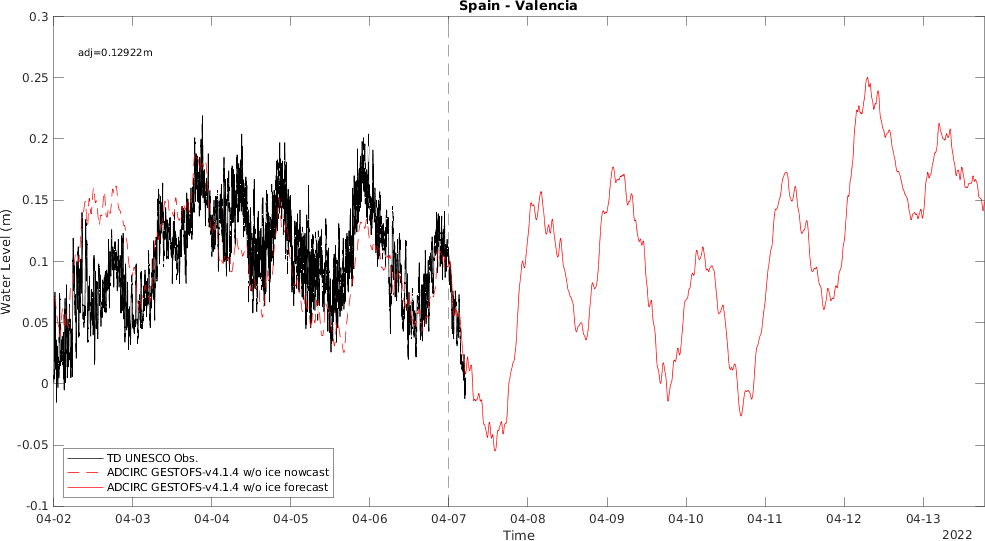 Spain - Valencia
adj=0.12922m
0.3
0.25
0.2
0.15
0.1
0.05
0
-0.05
-0.1
Water Level (m)
TD UNESCO Obs.
ADCIRC GESTOFS-v4.1.4 w/o ice nowcast
ADCIRC GESTOFS-v4.1.4 w/o ice forecast
04-02 04-03 04-04 04-05 04-06 04-07 04-08 04-09 04-10 04-11 04-12 04-13
Time
2022